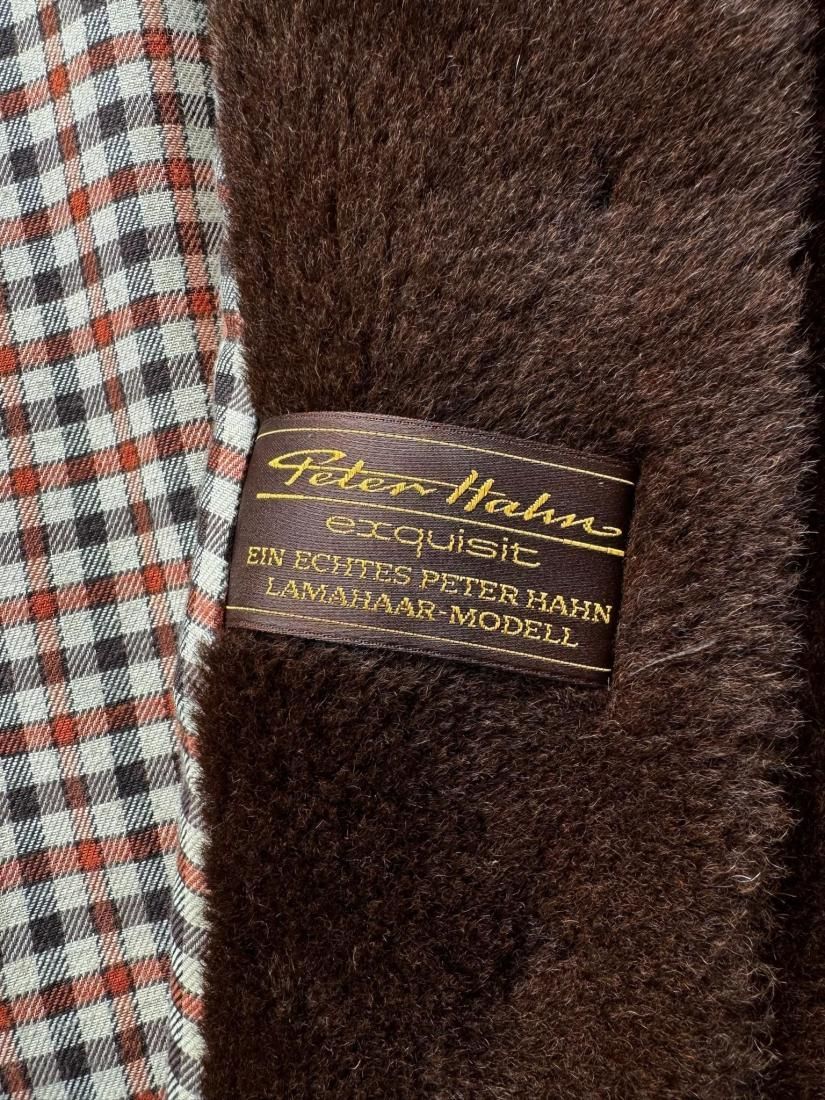 Peter Hahn
exquisit
EIN ECHTES PETER HAHN
LAMAHAAR-MODELL